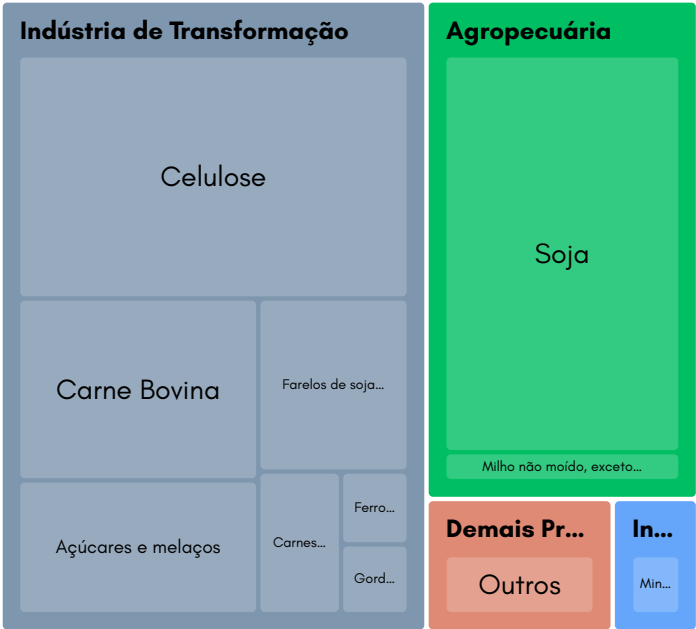 Indústria de Transformação
Celulose
Carne Bovina
Farelos de soja...
Açúcares e melaços
Carnes...
Ferro...
Gord...
Agropecuária
Soja
Milho não moído, exceto...
Demais Pr...
Outros
In...
Min...